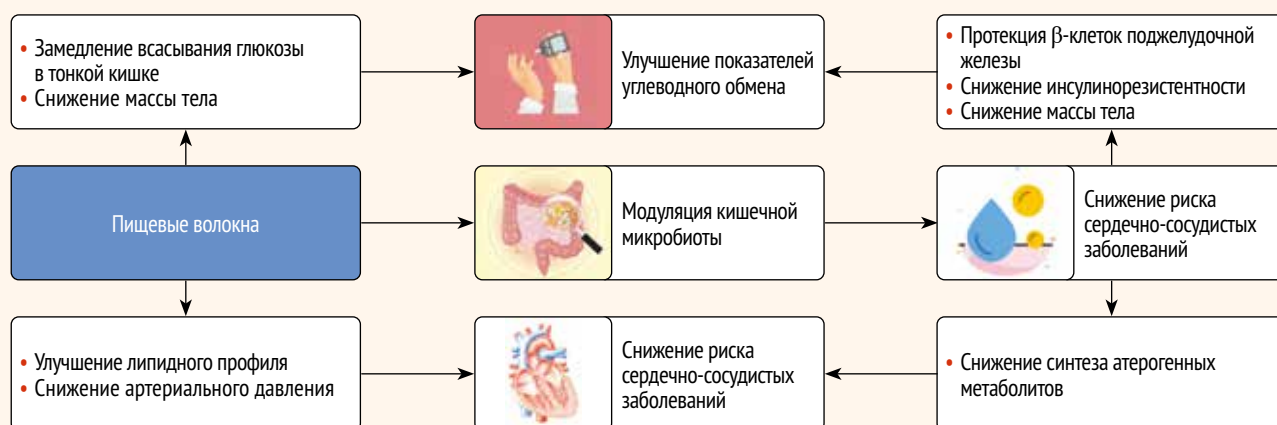 • Замедление всасывания глюкозы
в тонкой кишке
• Снижение массы тела
Улучшение показателей
углеводного обмена
• Протекция β-клеток поджелудочной
железы
• Снижение инсулинорезистентности
• Снижение массы тела
Пищевые волокна
Модуляция кишечной
микробиоты
Снижение риска
сердечно-сосудистых
заболеваний
• Улучшение липидного профиля
• Снижение артериального давления
Снижение риска
сердечно-сосудистых
заболеваний
• Снижение синтеза атерогенных
метаболитов